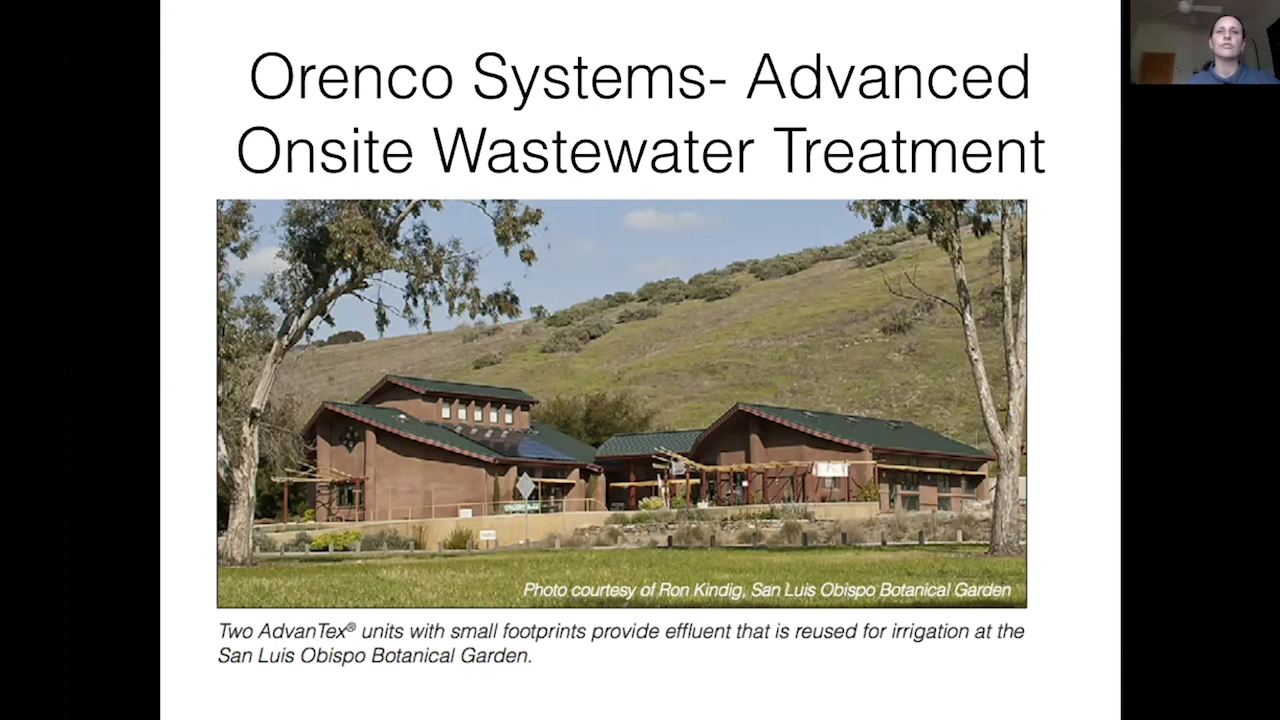 Orenco Systems- Advanced
Onsite Wastewater Treatment
Photo courtesy of Ron Kindig, San Luis Obispo Botanical Garden
Two AdvanTex® units with small footprints provide effluent that is reused for irrigation at the
San Luis Obispo Botanical Garden.